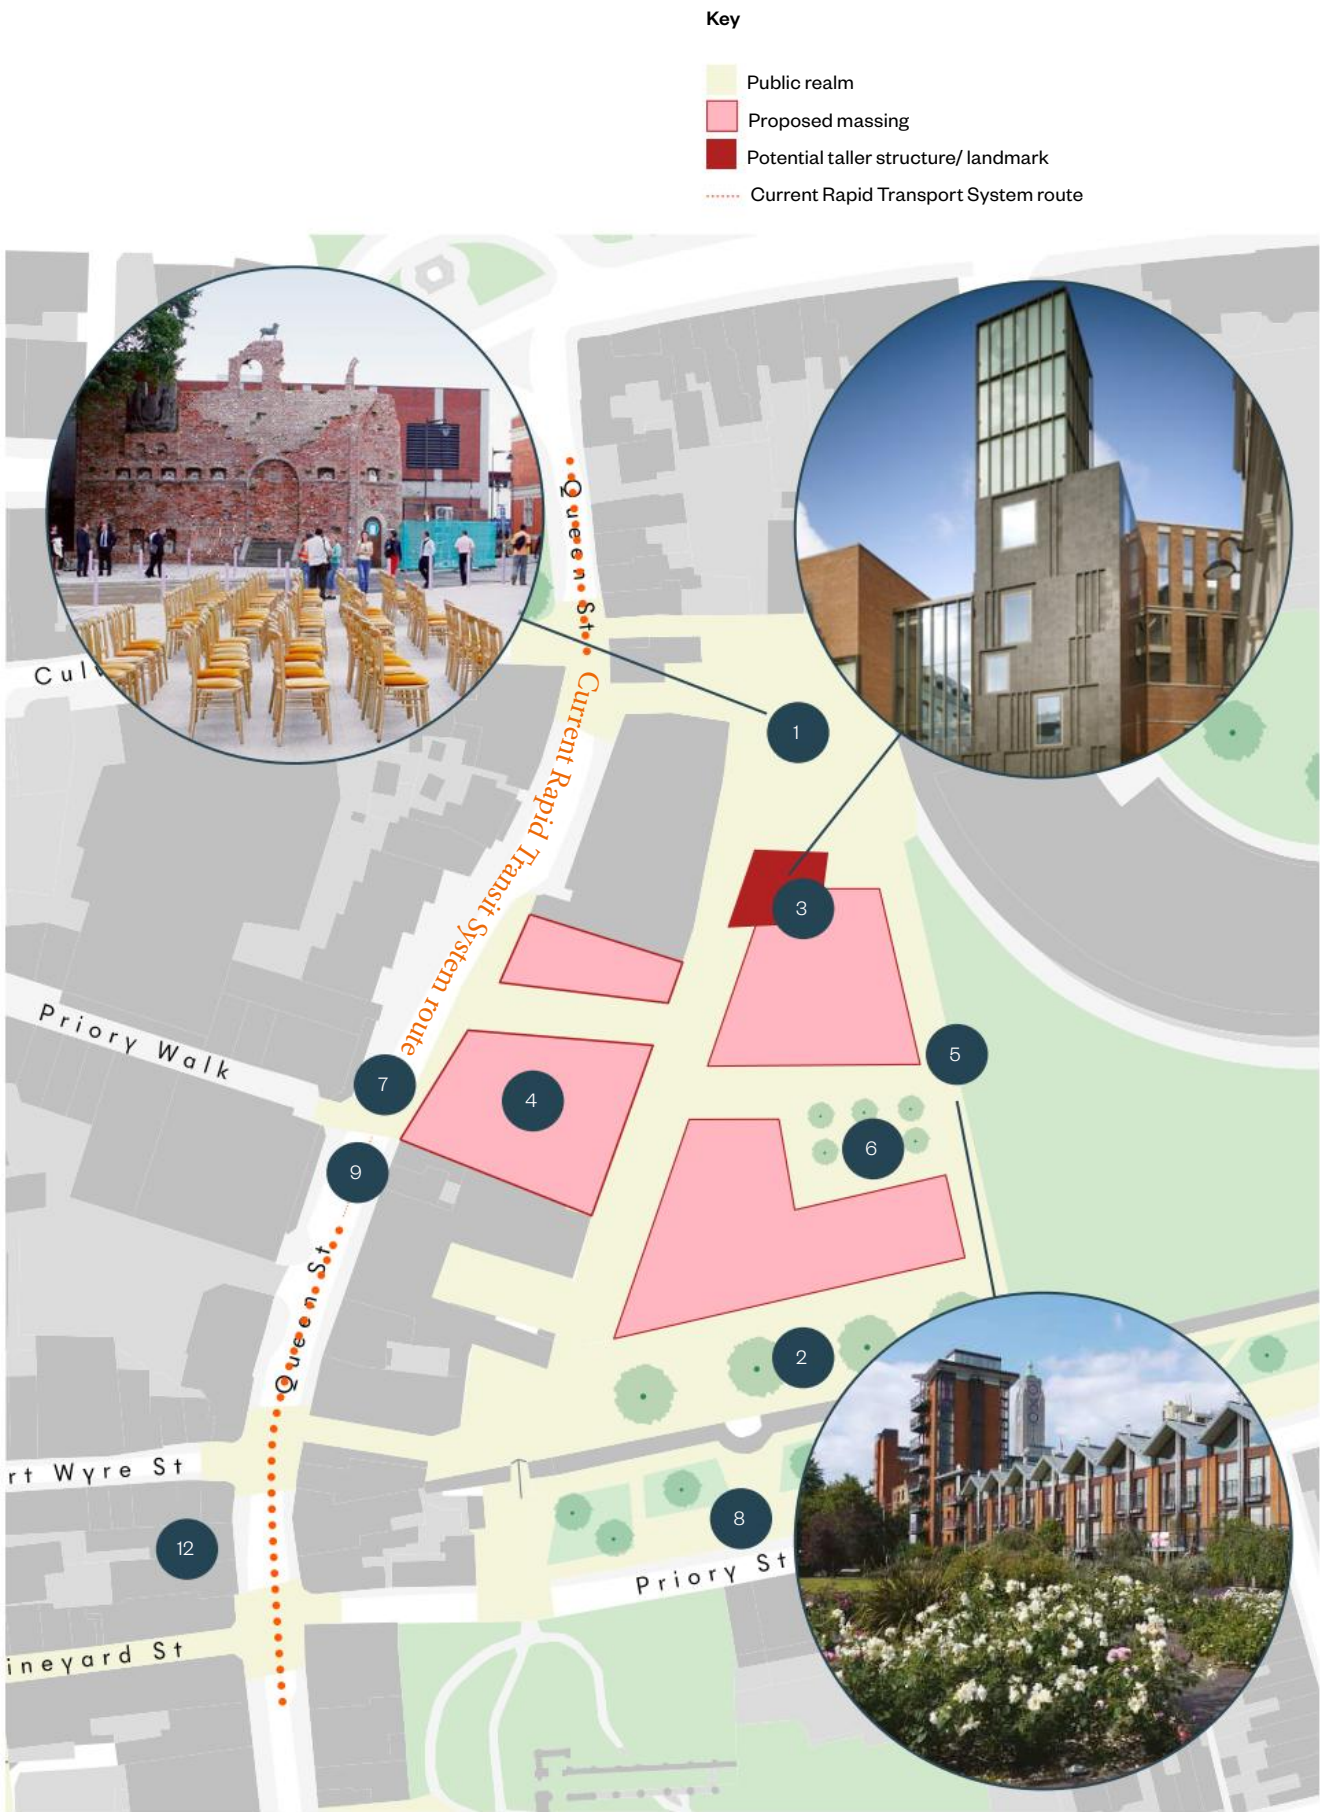 Key
Public realm
Proposed massing
Potential taller structure/ landmark
Current Rapid Transport System route
Queen St
Cul
Current Rapid Transit System route
1
3
Priory Walk
5
7
4
6
9
Queen St
2
rt Wyre St
8
12
Priory St
ineyard St
OXO